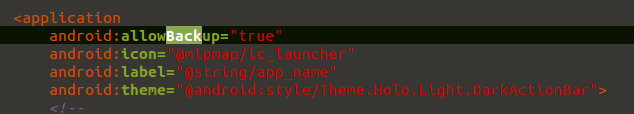 <application
android:allowBackup="true"
android:icon="@mipmap/ic_launcher"
android:label="@string/app_name"
android:theme="@android:style/Theme.Holo.Light.DarkActionBar">
<!--